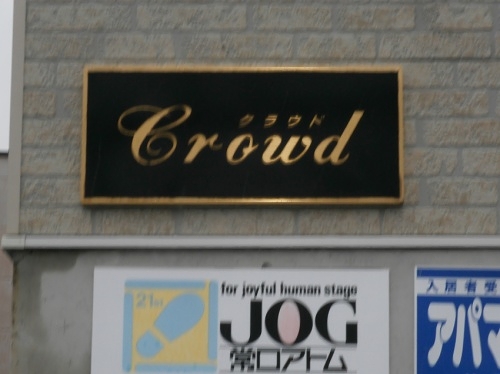 クラウド
Crowd
21st
for joyful human stage
JOG
常口アトム
入居者受
アパマ